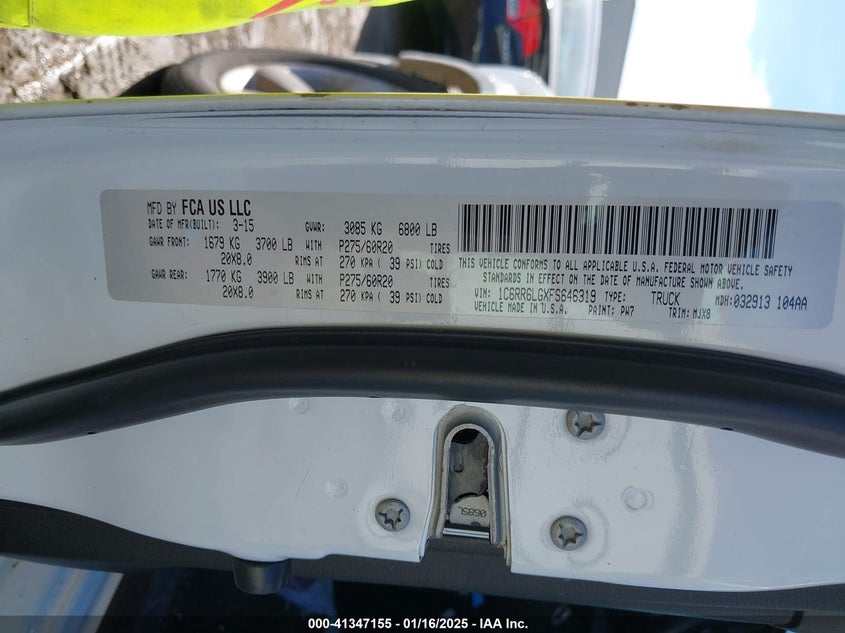 MFD BY FCA US LLC
DATE OF MFR(BUILT): 3-15 GVWR: 3085 KG 6800 LB
GAWR FRONT: 1679 KG 3700 LB WITH P275/60R20 TIRES
20X8.0 RIMS AT 270 KPA ( 39 PSI) COLD
GAWR REAR: 1770 KG 3900 LB WITH P275/60R20 TIRES
20X8.0 RIMS AT 270 KPA ( 39 PSI) COLD
THIS VEHICLE CONFORMS TO ALL APPLICABLE U.S.A. FEDERAL MOTOR VEHICLE SAFETY
STANDARDS IN EFFECT ON THE DATE OF MANUFACTURE SHOWN ABOVE.
VIN: 1C6RR6LGXFS646319 TYPE: TRUCK MDH: 032913 104AA
VEHICLE MADE IN U.S.A. PAINT: PW7 TRIM: MJX8
068SL
000-41347155 - 01/16/2025 - IAA Inc.